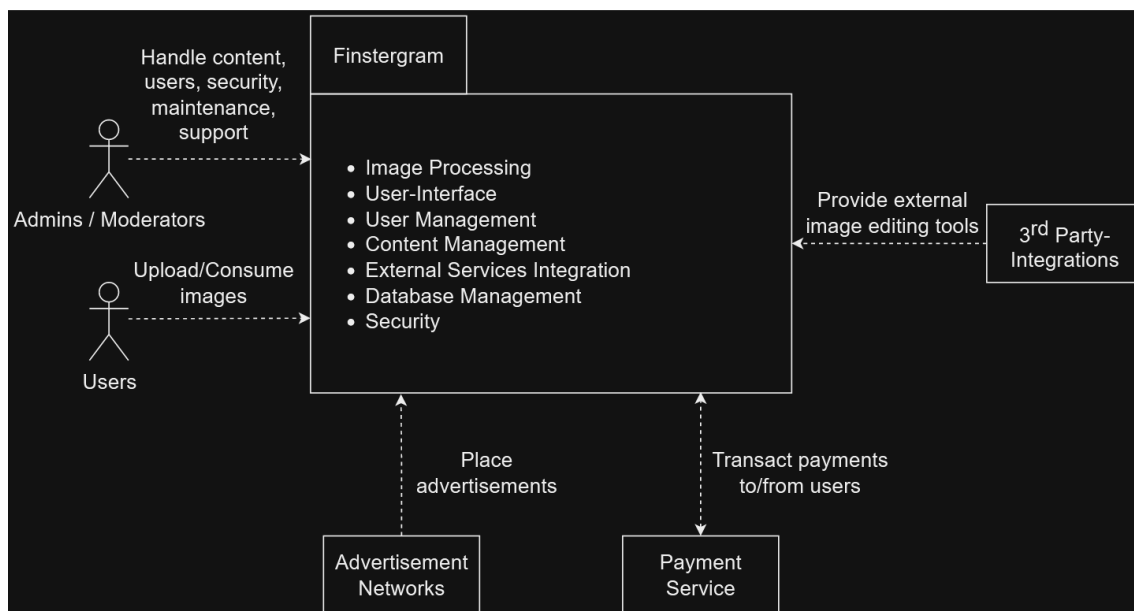 Finstergram
Handle content,
users, security,
maintenance,
support
Admins / Moderators
Upload/Consume
images
Users
• Image Processing
• User-Interface
• User Management
• Content Management
• External Services Integration
• Database Management
• Security
Provide external
image editing tools
3rd Party-
Integrations
Place
advertisements
Transact payments
to/from users
Advertisement
Networks
Payment
Service